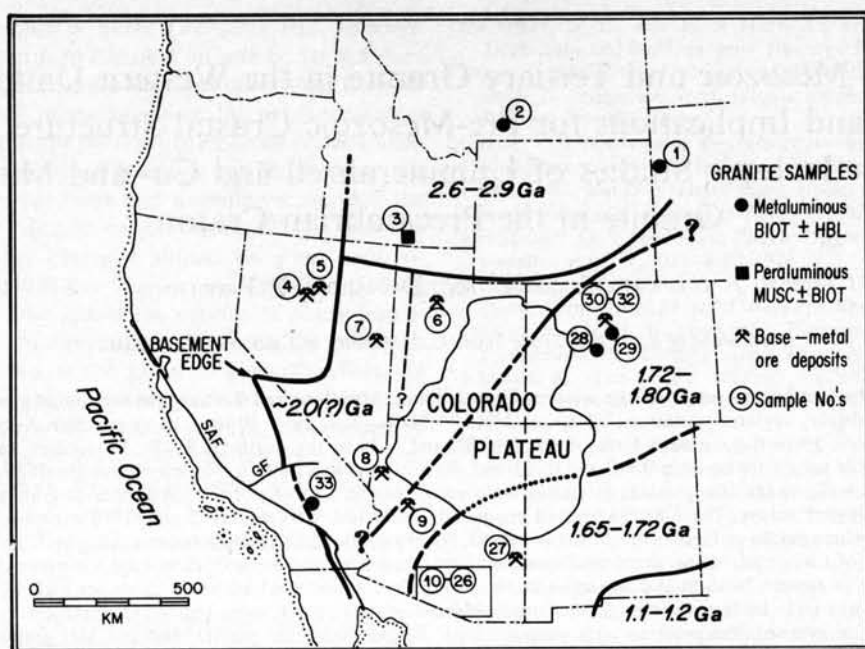 2
1
2.6–2.9 Ga
3
?
5
4
6
7
30–32
28
29
BASEMENT
EDGE
?
COLORADO
1.72–
1.80 Ga
~2.0(?) Ga
PLATEAU
Pacific Ocean
SAF
GF
8
33
9
?
1.65–1.72 Ga
27
10–26
1.1–1.2 Ga
0 500
KM
GRANITE SAMPLES
Metaluminous
BIOT ± HBL
Peraluminous
MUSC ± BIOT
Base-metal
ore deposits
9 Sample No.'s